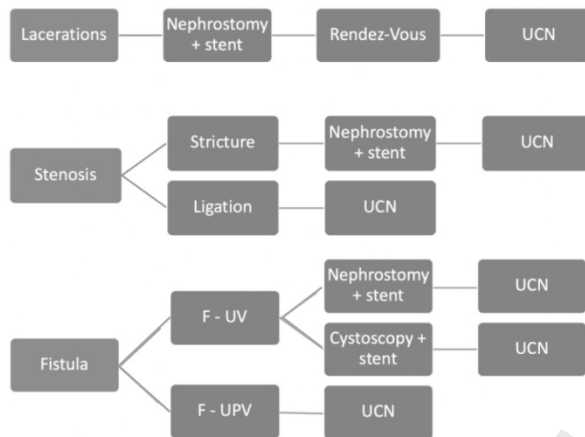 Lacerations
Nephrostomy
+ stent
Rendez-Vous
UCN
Stenosis
Stricture
Nephrostomy
+ stent
UCN
Ligation
UCN
Fistula
F - UV
Nephrostomy
+ stent
UCN
Cystoscopy +
stent
UCN
F - UPV
UCN